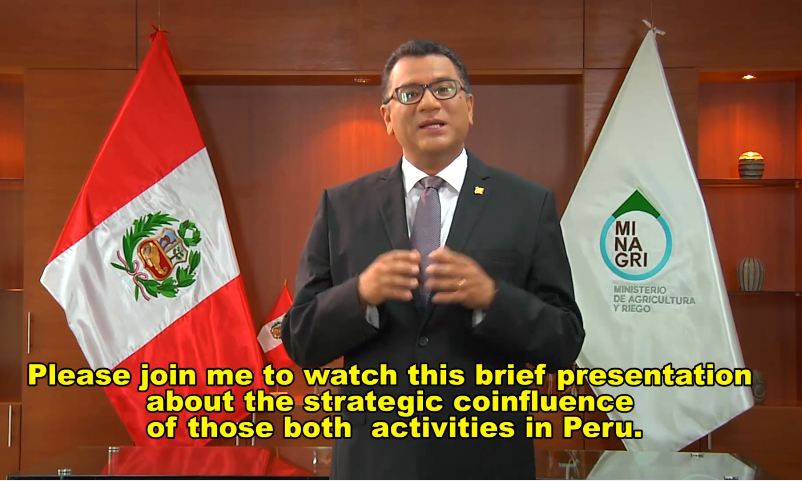 MI
NA
GRI
MINISTERIO
DE AGRICULTURA
Y RIEGO
Please join me to watch this brief presentation
about the strategic coinfluence
of those both activities in Peru.